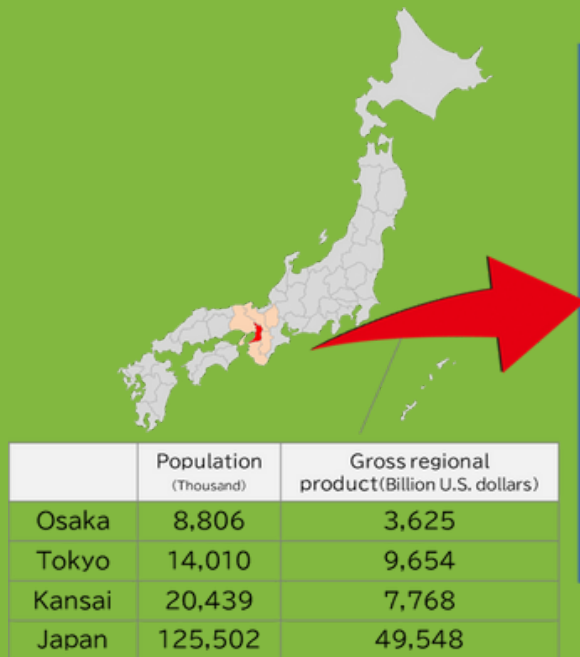 Population (Thousand) Gross regional product(Billion U.S. dollars)
Osaka 8,806 3,625
Tokyo 14,010 9,654
Kansai 20,439 7,768
Japan 125,502 49,548